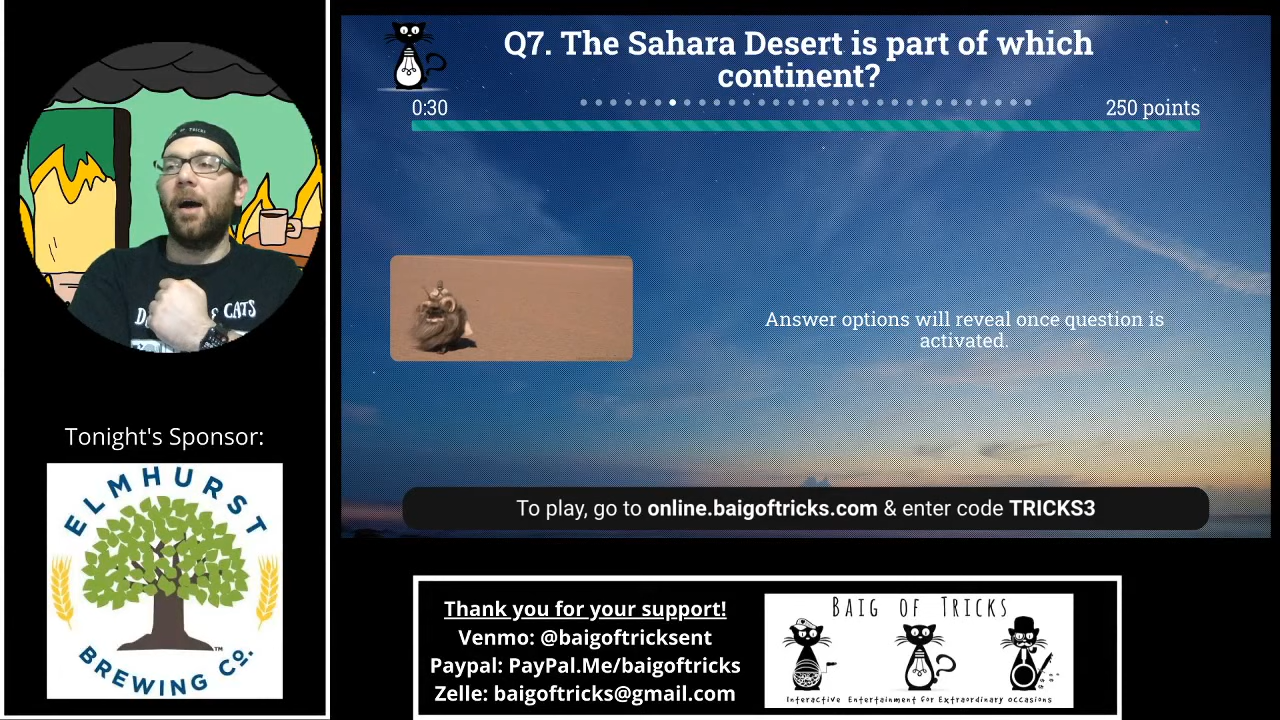 Q7. The Sahara Desert is part of which
continent?
0:30
250 points
Answer options will reveal once question is
activated.
To play, go to online.baigoftricks.com & enter code TRICKS3
CATS
Tonight's Sponsor:
ELMHURST
BREWING CO.
TM
Thank you for your support!
Venmo: @baigoftricksent
Paypal: PayPal.Me/baigoftricks
Zelle: baigoftricks@gmail.com
BAIG OF TRICKS
Interactive Entertainment for Extraordinary occasions